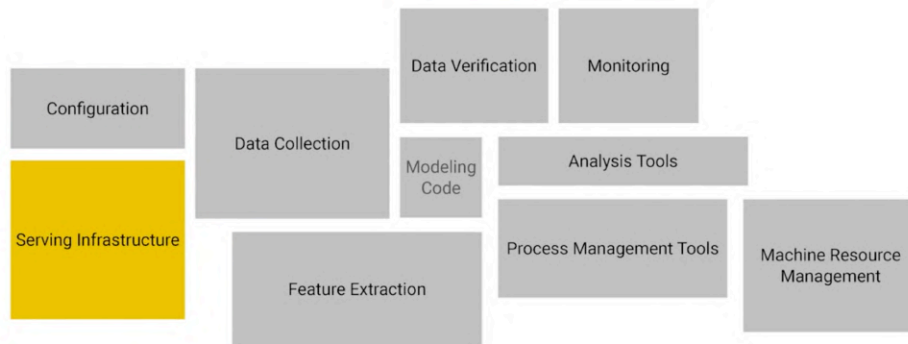 Data Verification
Monitoring
Configuration
Data Collection
Modeling
Code
Analysis Tools
Serving Infrastructure
Process Management Tools
Machine Resource
Management
Feature Extraction